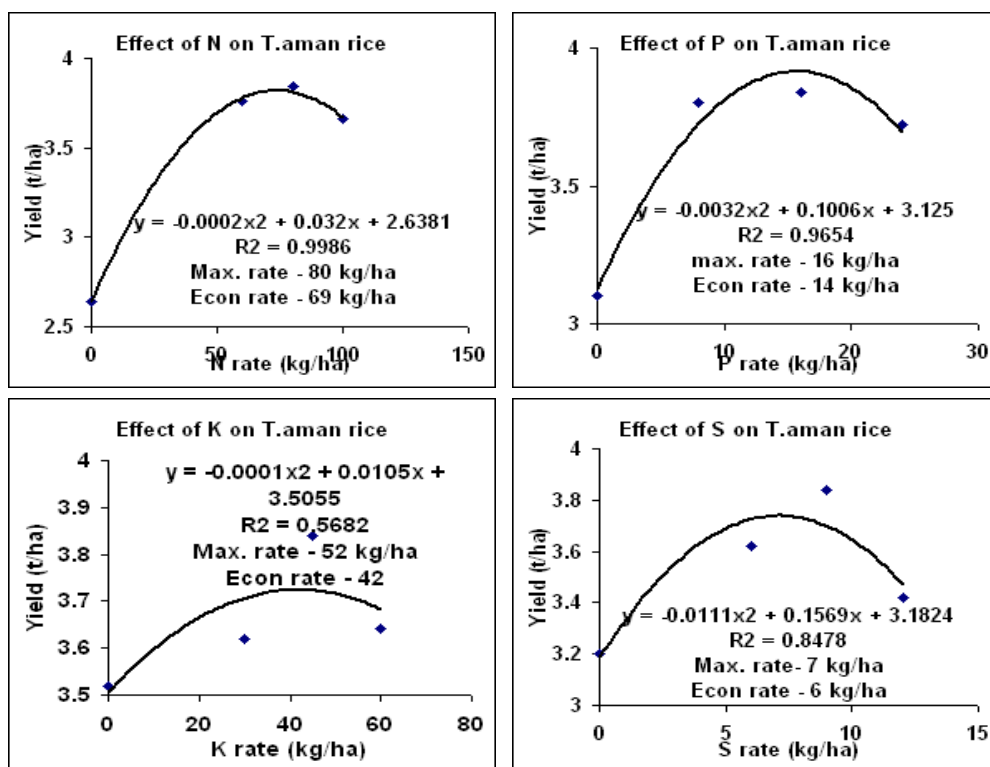 Effect of N on T.aman rice
4
3.5
3
2.5
Yield (t/ha)
y = -0.0002x2 + 0.032x + 2.6381
R2 = 0.9986
Max. rate - 80 kg/ha
Econ rate - 69 kg/ha
0 50 100 150
N rate (kg/ha)
Effect of P on T.aman rice
4
3.5
3
Yield (t/ha)
y = -0.0032x2 + 0.1006x + 3.125
R2 = 0.9654
max. rate - 16 kg/ha
Econ rate - 14 kg/ha
0 10 20 30
P rate (kg/ha)
Effect of K on T.aman rice
4
3.9
3.8
3.7
3.6
3.5
Yield (t/ha)
y = -0.0001x2 + 0.0105x +
3.5055
R2 = 0.5682
Max. rate - 52 kg/ha
Econ rate - 42
0 20 40 60 80
K rate (kg/ha)
Effect of S on T.aman rice
4
3.8
3.6
3.4
3.2
3
Yield (t/ha)
y = -0.0111x2 + 0.1569x + 3.1824
R2 = 0.8478
Max. rate- 7 kg/ha
Econ rate - 6 kg/ha
0 5 10 15
S rate (kg/ha)